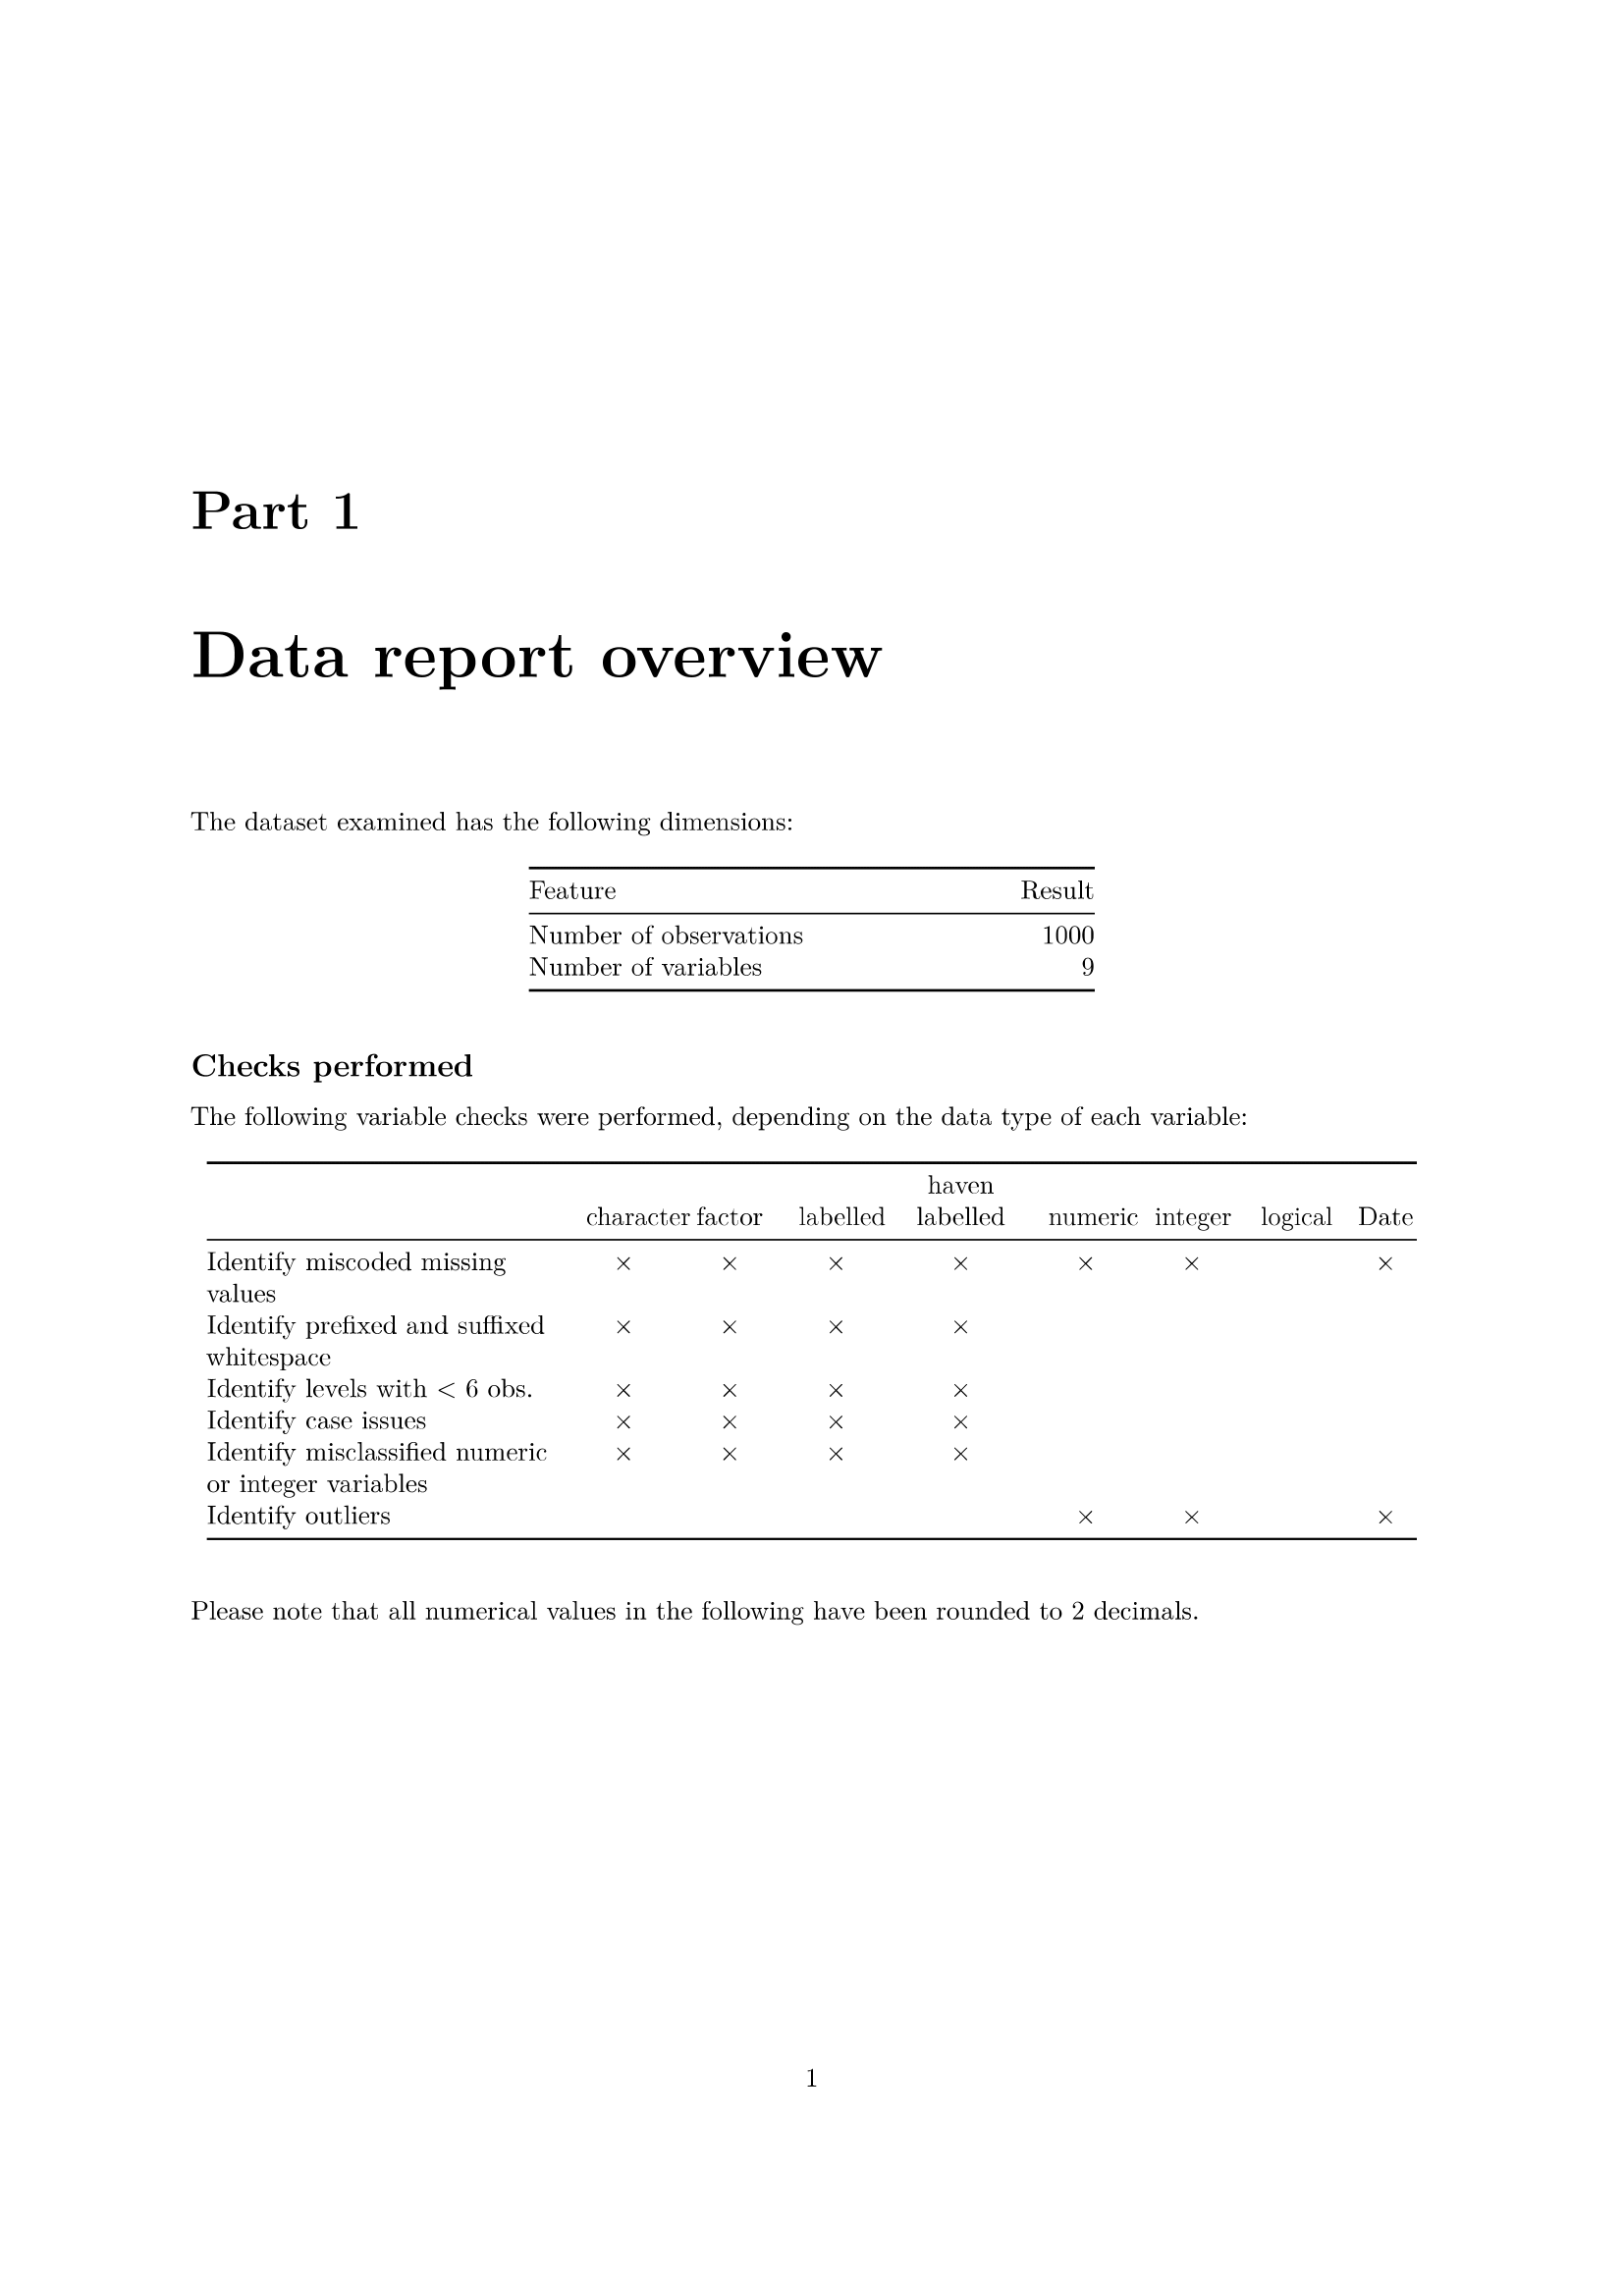 Part 1
Data report overview
The dataset examined has the following dimensions:
Feature Result
Number of observations 1000
Number of variables 9
Checks performed
The following variable checks were performed, depending on the data type of each variable:
haven
character factor labelled labelled numeric integer logical Date
Identify miscoded missing × × × × × × ×
values
Identify prefixed and suffixed × × × ×
whitespace
Identify levels with < 6 obs. × × × ×
Identify case issues × × × ×
Identify misclassified numeric × × × ×
or integer variables
Identify outliers × × ×
Please note that all numerical values in the following have been rounded to 2 decimals.
1